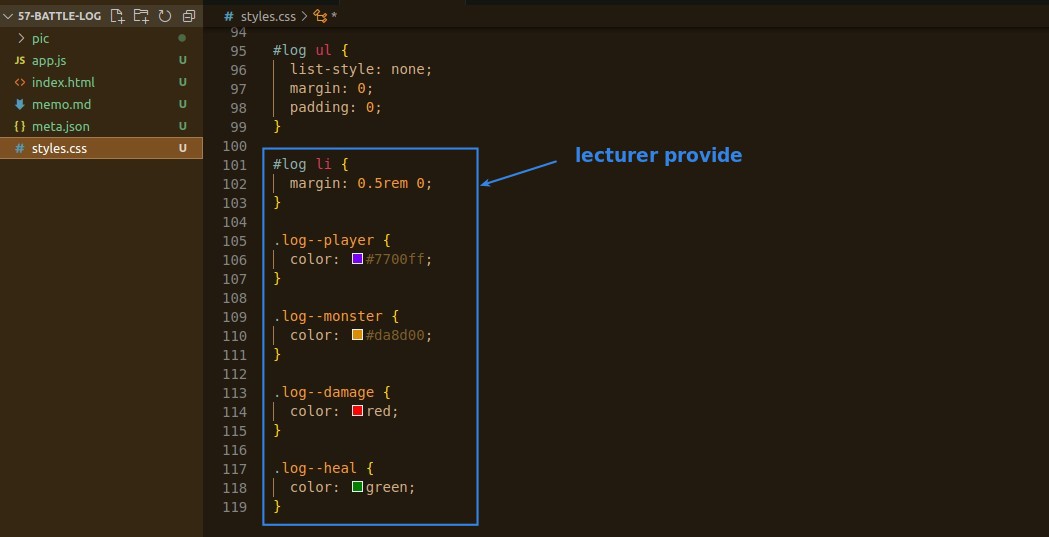 57-BATTLE-LOG
pic
JS app.js U
<> index.html U
memo.md U
{} meta.json U
# styles.css U
# styles.css > *
94
95 #log ul {
96 list-style: none;
97 margin: 0;
98 padding: 0;
99 }
100
101 #log li {
102 margin: 0.5rem 0;
103 }
104
105 .log--player {
106 color: #7700ff;
107 }
108
109 .log--monster {
110 color: #da8d00;
111 }
112
113 .log--damage {
114 color: red;
115 }
116
117 .log--heal {
118 color: green;
119 }
lecturer provide